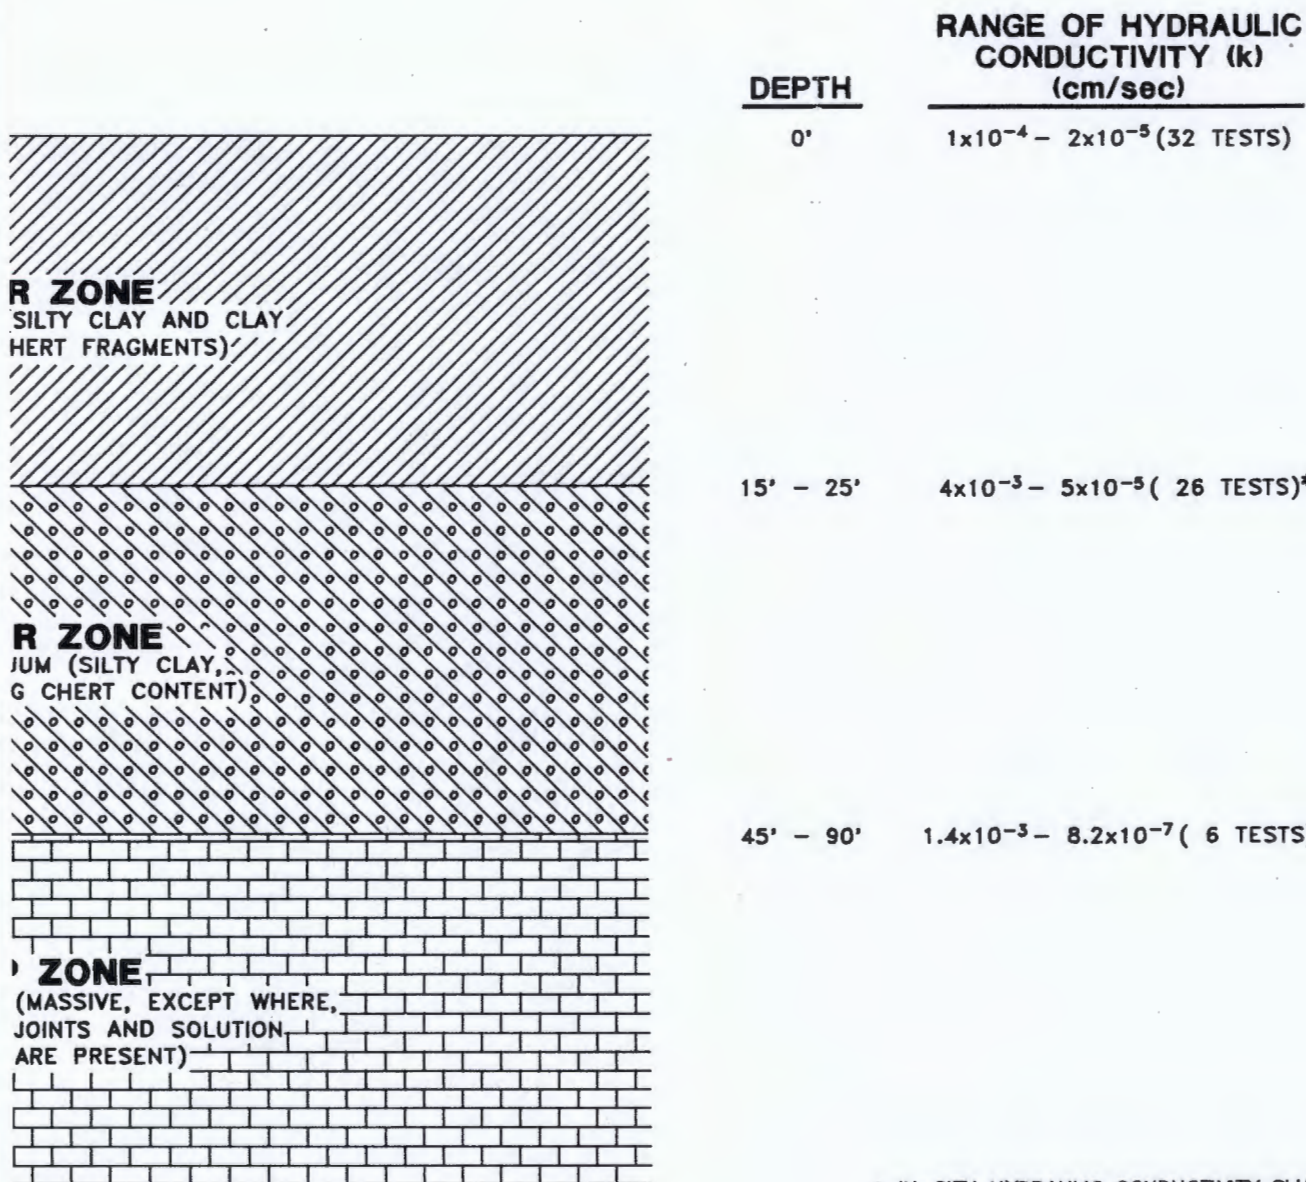 RANGE OF HYDRAULIC
CONDUCTIVITY (k)
DEPTH (cm/sec)
0' 1x10⁻⁴ – 2x10⁻⁵ (32 TESTS)
R ZONE
SILTY CLAY AND CLAY
HERT FRAGMENTS)
15' – 25' 4x10⁻³ – 5x10⁻⁵ ( 26 TESTS)*
R ZONE
IUM (SILTY CLAY,
G CHERT CONTENT)
45' – 90' 1.4x10⁻³ – 8.2x10⁻⁷ ( 6 TESTS
ZONE
(MASSIVE, EXCEPT WHERE,
JOINTS AND SOLUTION
ARE PRESENT)